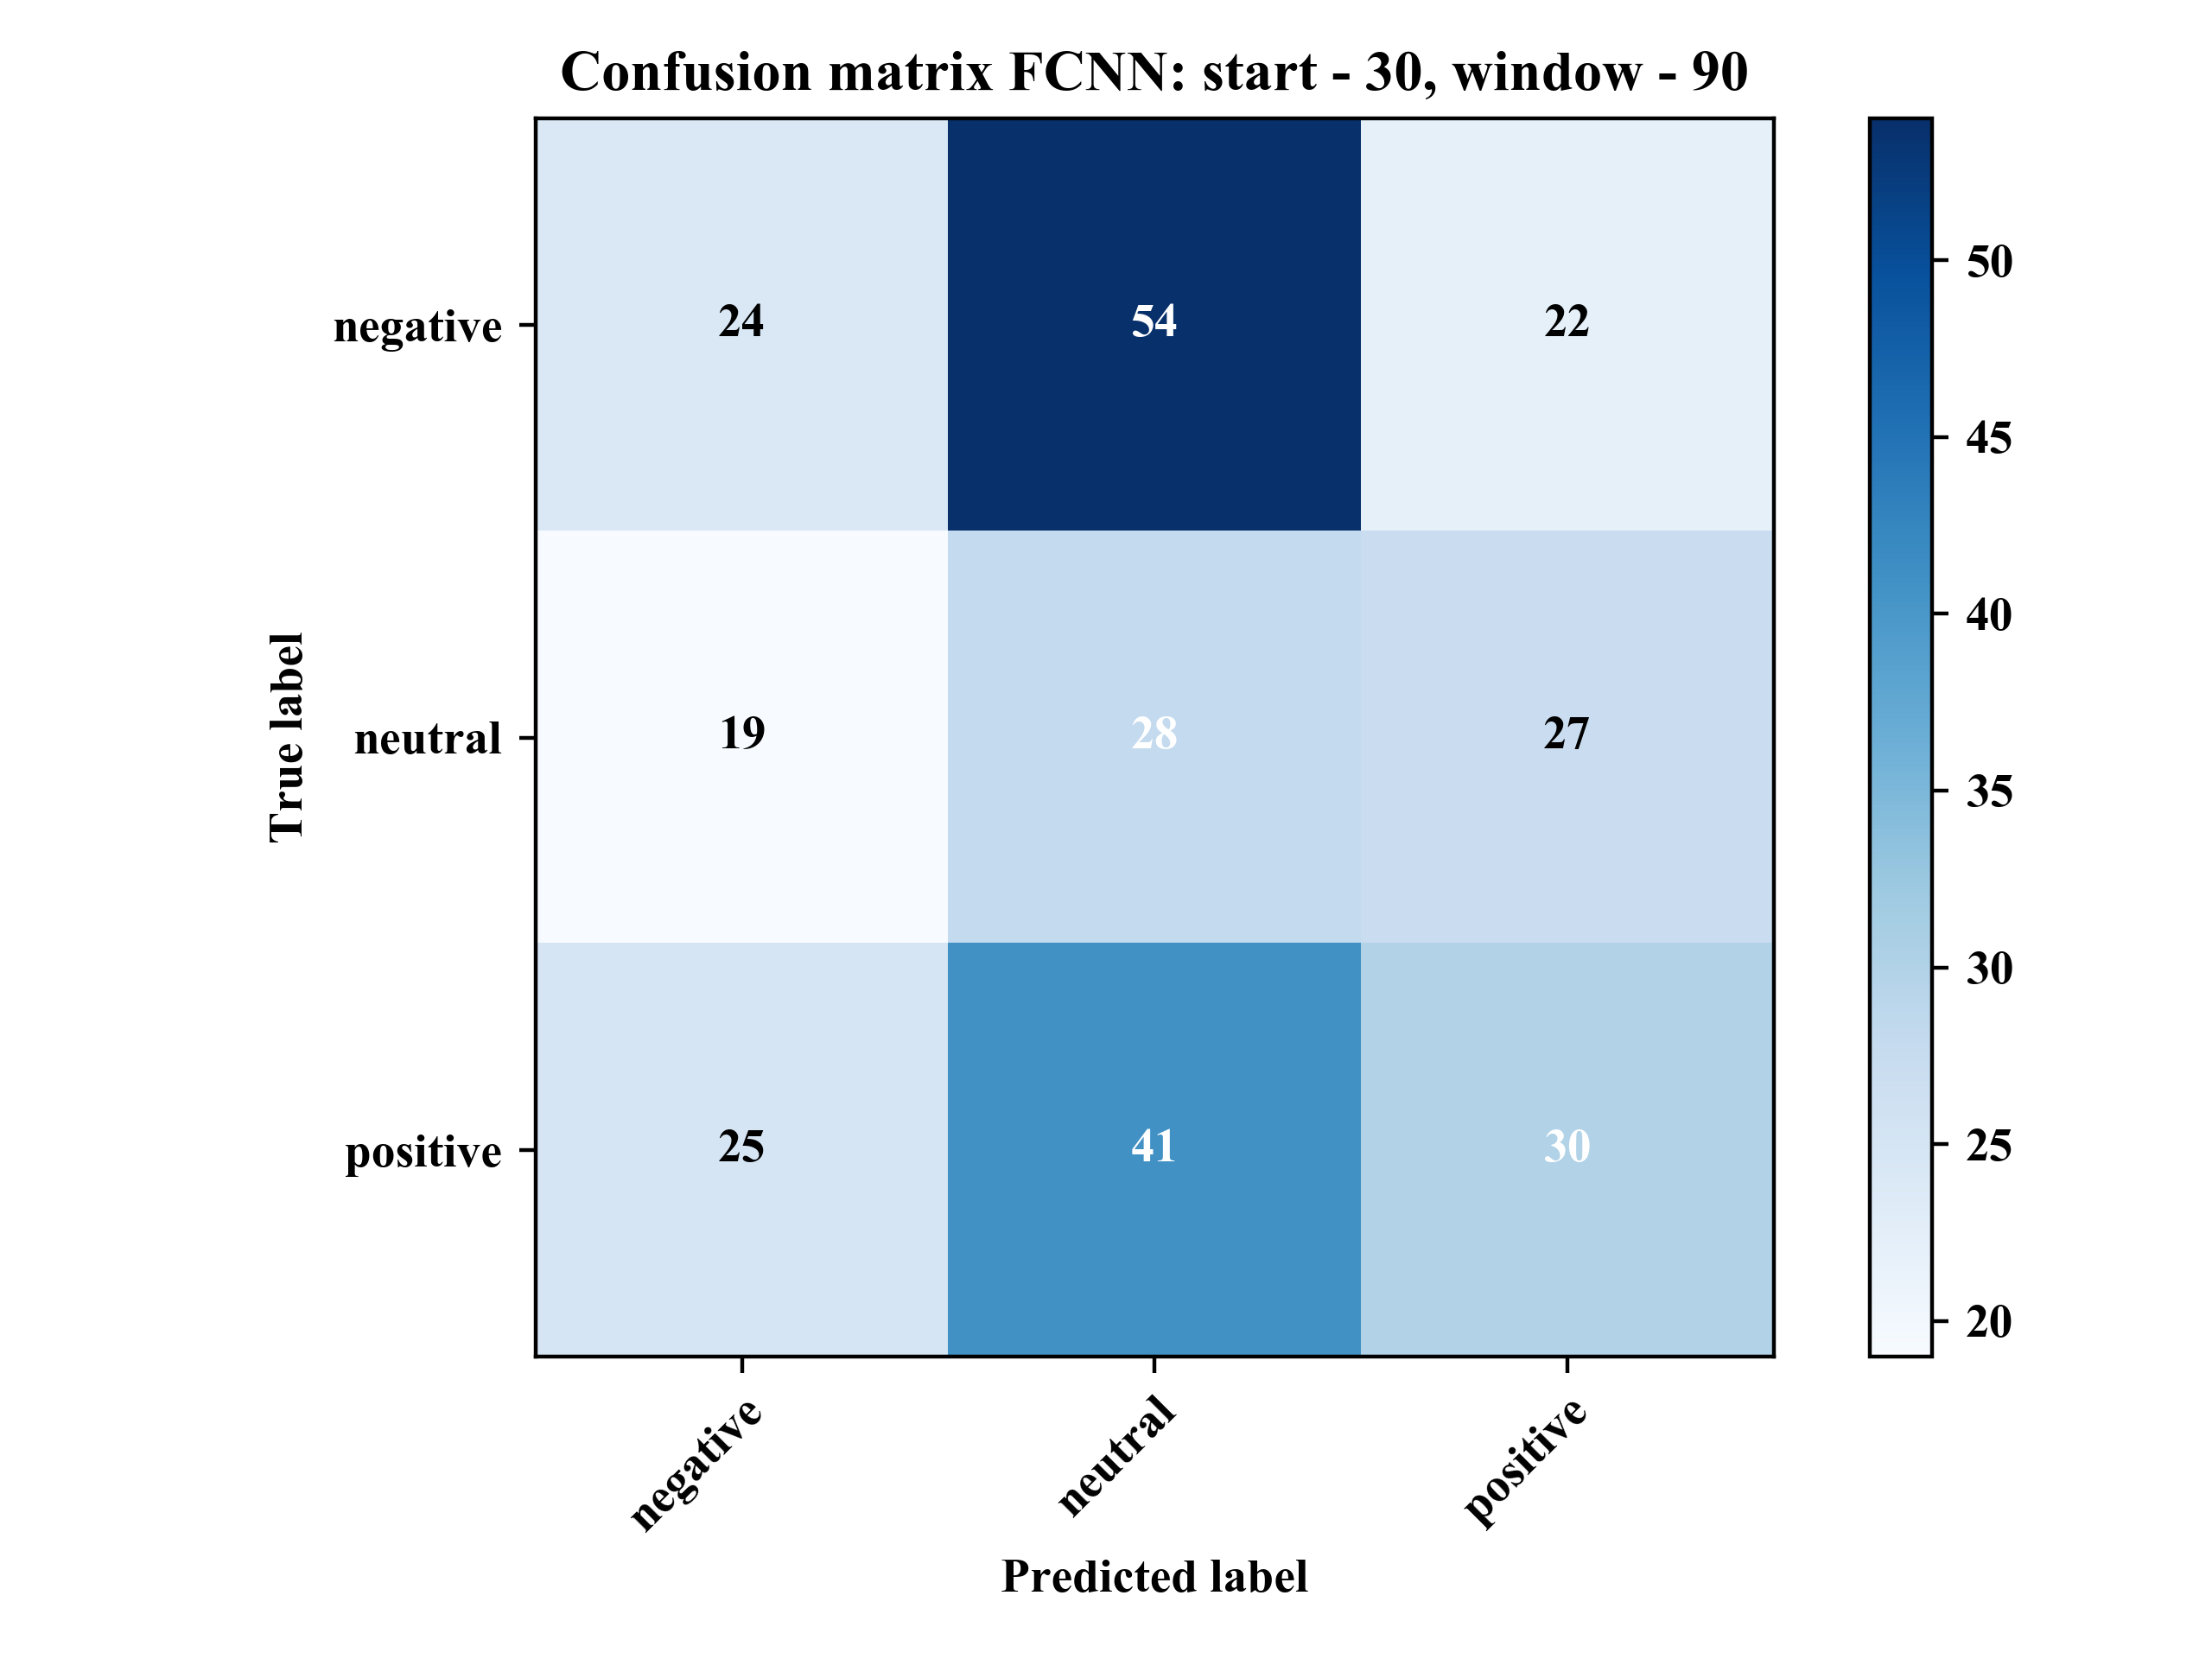 Confusion matrix FCNN: start - 30, window - 90
negative
24
54
22
neutral
19
28
27
positive
25
41
30
True label
negative
neutral
positive
Predicted label
50
45
40
35
30
25
20